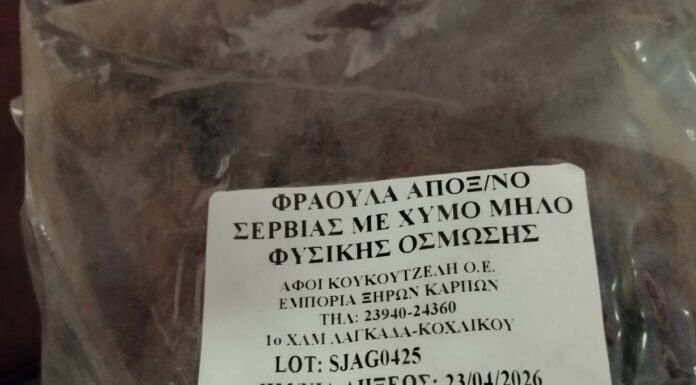 ΦΡΑΟΥΛΑ ΑΠΟΞ/ΝΟ
ΣΕΡΒΙΑΣ ΜΕ ΧΥΜΟ ΜΗΛΟ
ΦΥΣΙΚΗΣ ΟΣΜΩΣΗΣ
ΑΦΟΙ ΚΟΥΚΟΥΤΖΕΛΗ Ο.Ε.
ΕΜΠΟΡΙΑ ΞΗΡΩΝ ΚΑΡΠΩΝ
ΤΗΛ: 23940-24360
1ο ΧΛΜ ΛΑΓΚΑΔΑ-ΚΟΛΧΙΚΟΥ
LOT: SJAG0425
ΛΗΞΕΩΣ: 23/04/2026